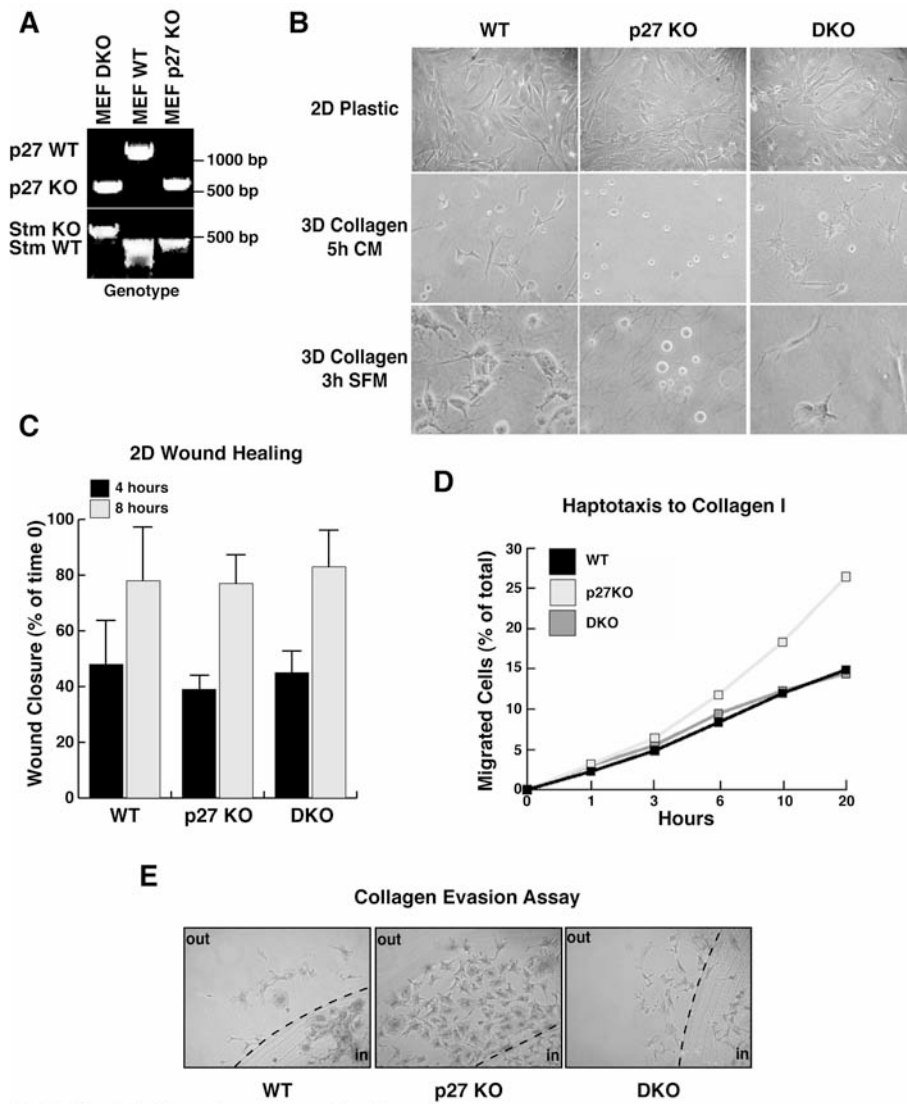 A
MEF DKO
MEF WT
MEF p27 KO
p27 WT
1000 bp
p27 KO
500 bp
Stm KO
500 bp
Stm WT
Genotype
B
WT
p27 KO
DKO
2D Plastic
3D Collagen
5h CM
3D Collagen
3h SFM
C
2D Wound Healing
4 hours
8 hours
Wound Closure (% of time 0)
100
80
60
40
20
0
WT
p27 KO
DKO
D
Haptotaxis to Collagen I
WT
p27KO
DKO
Migrated Cells (% of total)
30
25
20
15
10
5
0
0
1
3
6
10
20
Hours
E
Collagen Evasion Assay
out
in
out
in
out
in
WT
p27 KO
DKO